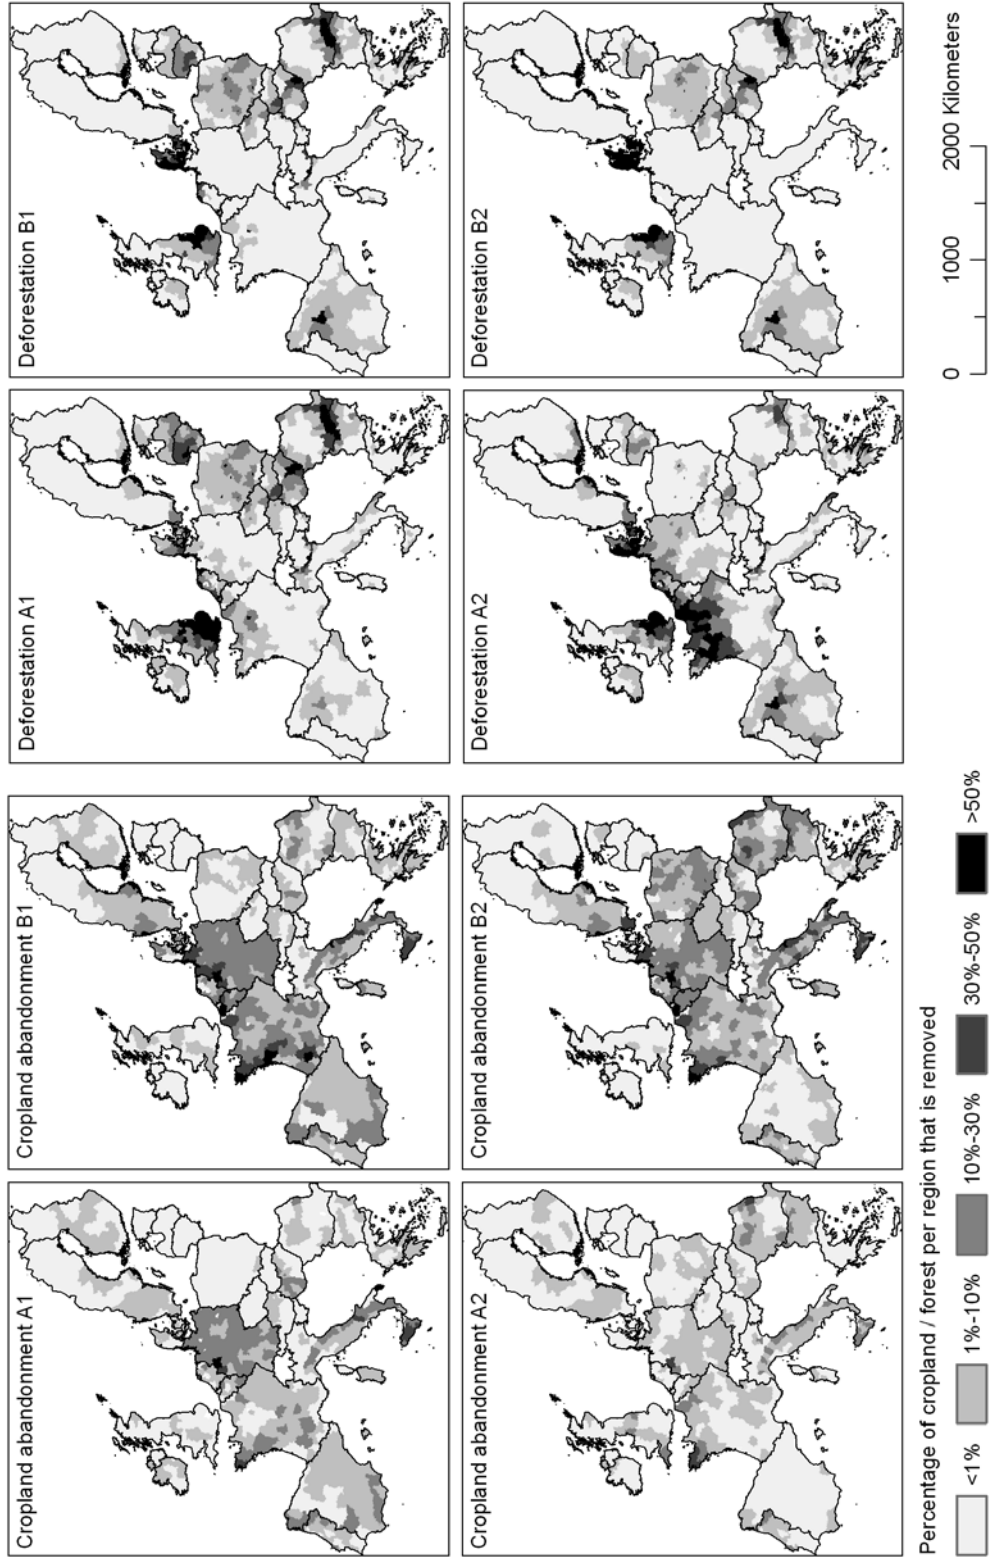 Cropland abandonment A1
Cropland abandonment B1
Deforestation A1
Deforestation B1
Cropland abandonment A2
Cropland abandonment B2
Deforestation A2
Deforestation B2
Percentage of cropland / forest per region that is removed
<1% 1%-10% 10%-30% 30%-50% >50%
0 1000 2000 Kilometers